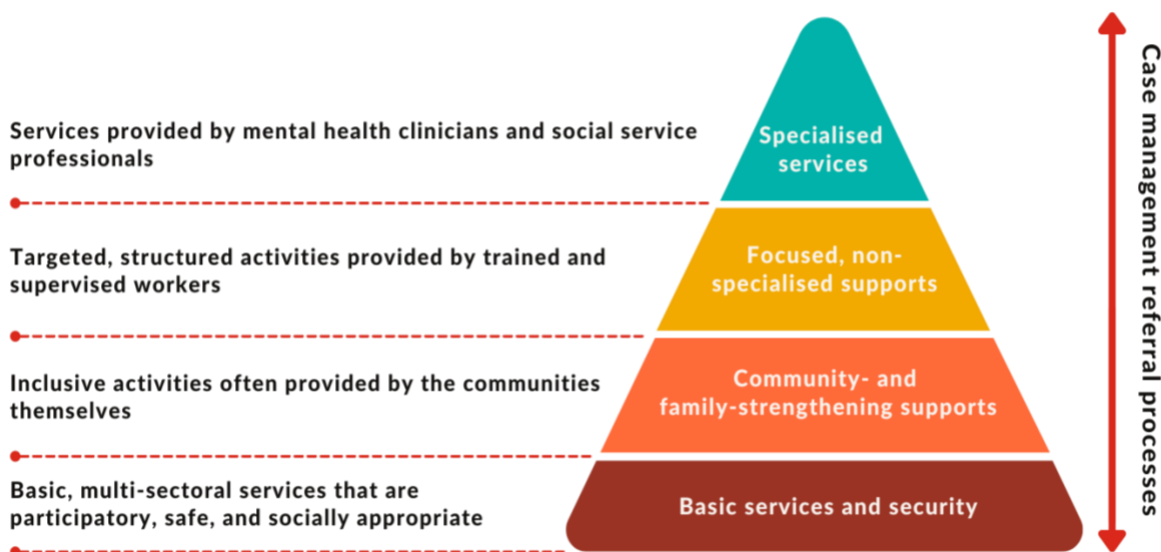 Services provided by mental health clinicians and social service
professionals
Specialised
services
Targeted, structured activities provided by trained and
supervised workers
Focused, non-
specialised supports
Inclusive activities often provided by the communities
themselves
Community- and
family-strengthening supports
Basic, multi-sectoral services that are
participatory, safe, and socially appropriate
Basic services and security
Case management referral processes